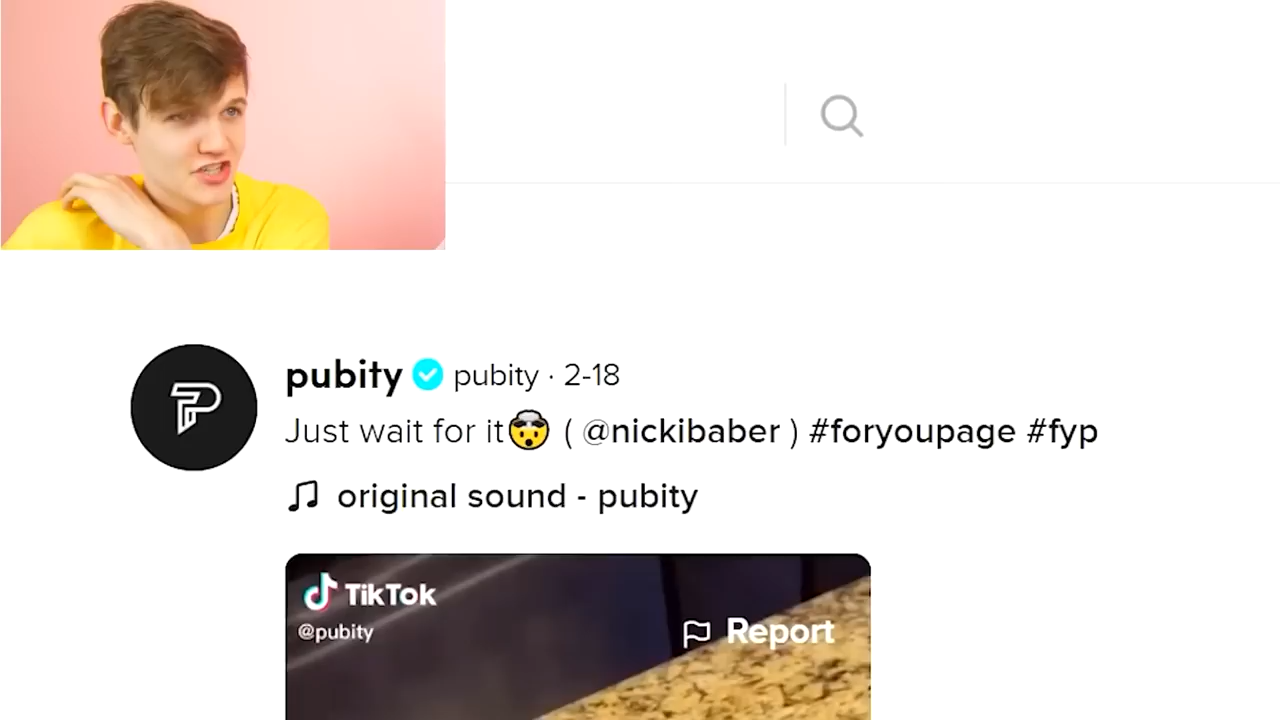 pubity pubity · 2-18
Just wait for it🤯 ( @nickibaber ) #foryoupage #fyp
original sound - pubity
TikTok
@pubity
Report